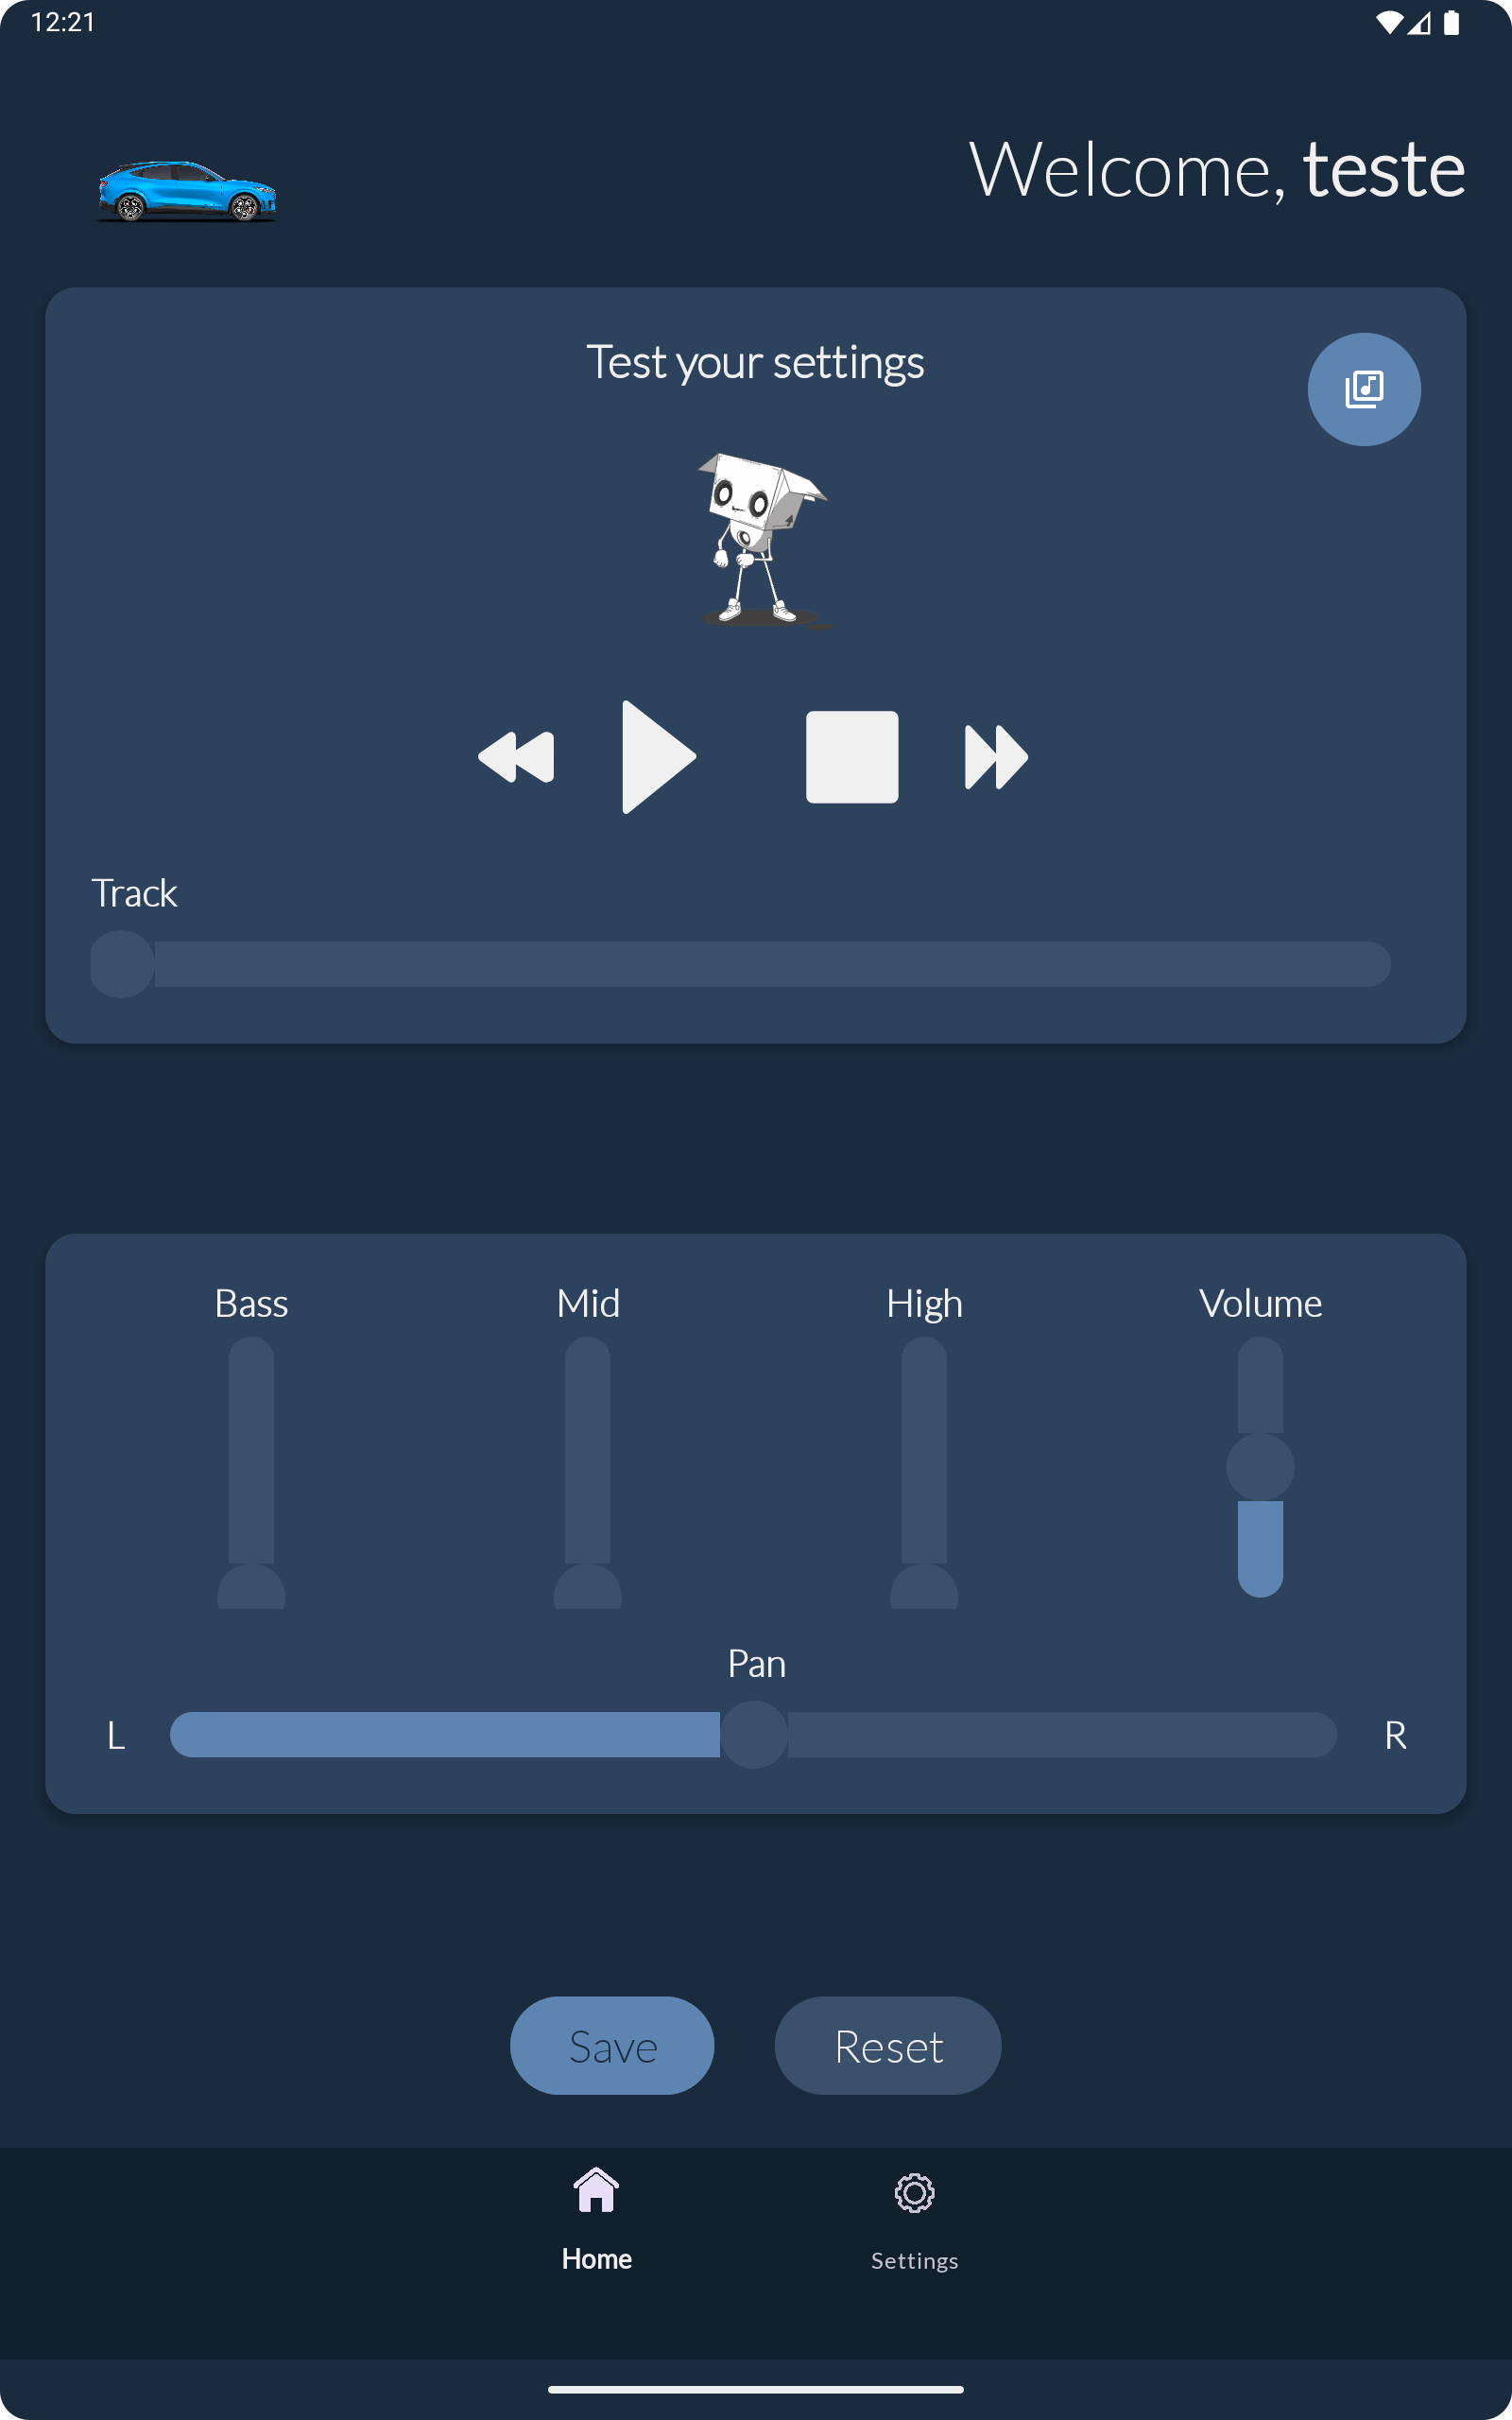 12:21
Welcome, teste
Test your settings
Track
Bass Mid High Volume
Pan
L R
Save Reset
Home Settings